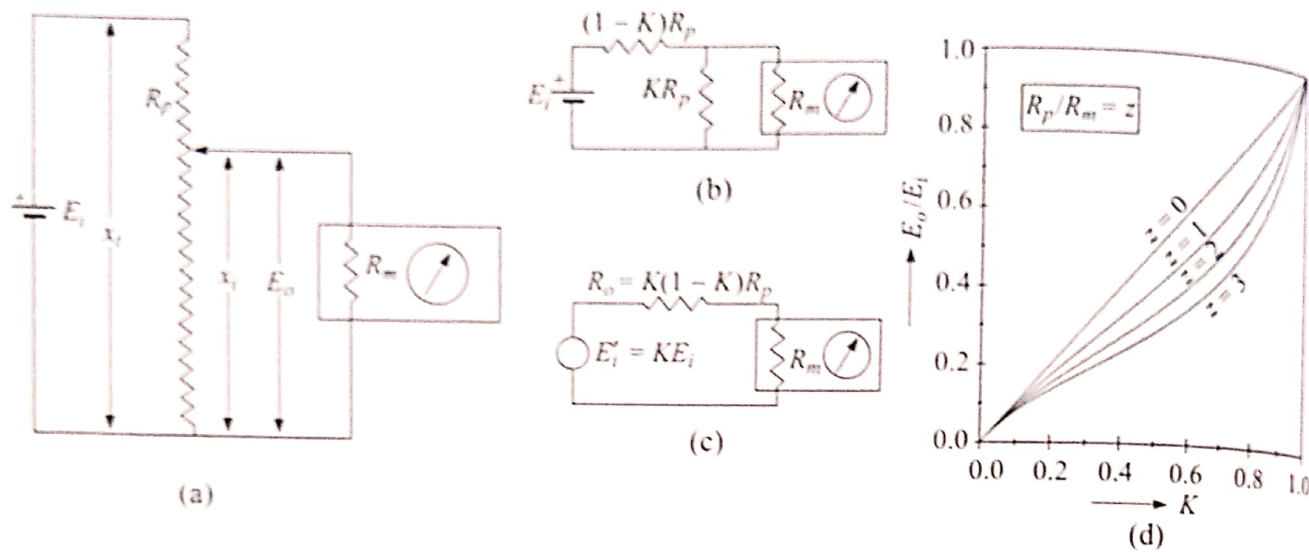 R_p
+
E_i
x_t
x_i
E_o
R_m
(a)
(1 − K)R_p
+
E_i
KR_p
R_m
(b)
R_o = K(1 − K)R_p
E′_i = KE_i
R_m
(c)
1.0
R_p/R_m = z
0.8
0.6
0.4
0.2
0.0
E_o/E_i
z = 0
z = 1
z = 2
z = 3
0.0 0.2 0.4 0.6 0.8 1.0
K
(d)